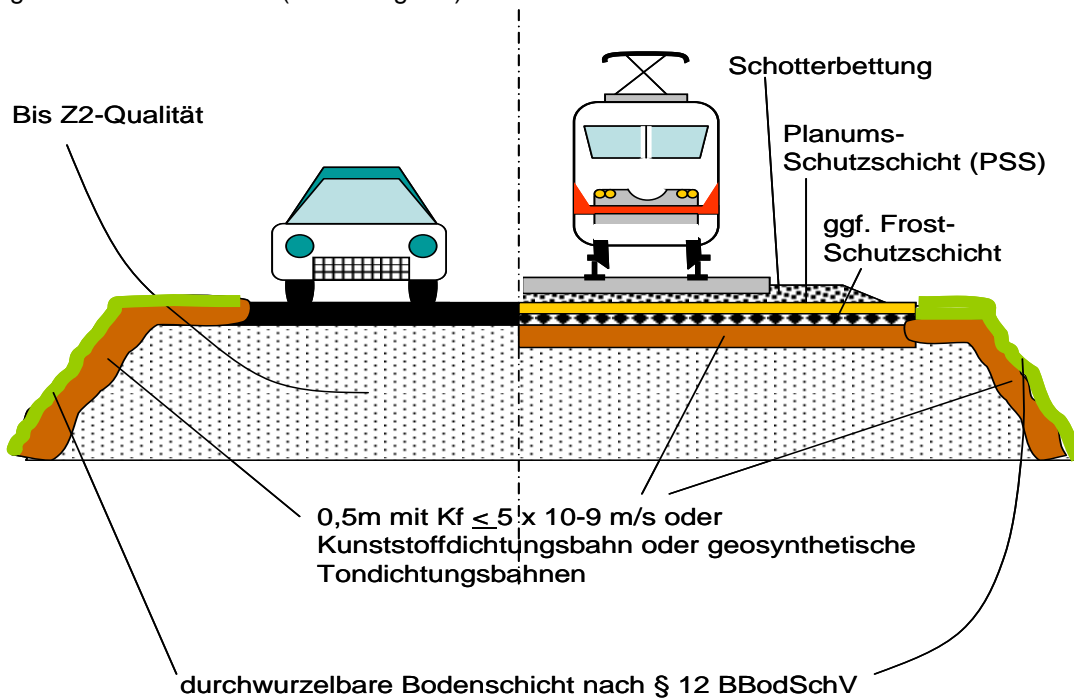 Schotterbettung
Bis Z2-Qualität
Planums-
Schutzschicht (PSS)
ggf. Frost-
Schutzschicht
0,5m mit Kf < 5 x 10-9 m/s oder
Kunststoffdichtungsbahn oder geosynthetische
Tondichtungsbahnen
durchwurzelbare Bodenschicht nach § 12 BBodSchV